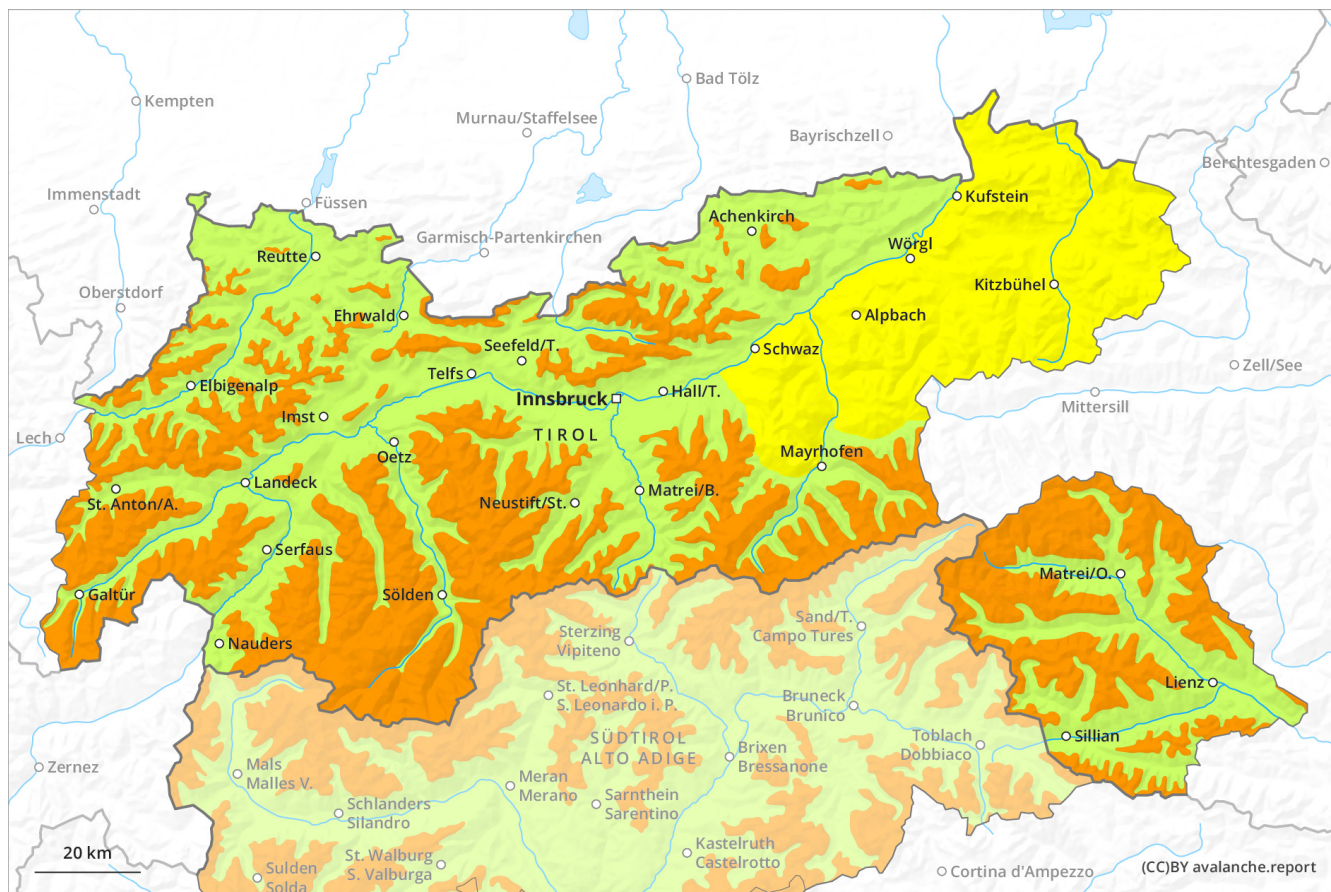 Bad Tölz
Kempten
Murnau/Staffelsee
Bayrischzell
Berchtesgaden
Immenstadt
Füssen
Kufstein
Achenkirch
Garmisch-Partenkirchen
Wörgl
Reutte
Kitzbühel
Oberstdorf
Ehrwald
Alpbach
Seefeld/T.
Schwaz
Zell/See
Telfs
Elbigenalp
Hall/T.
Innsbruck
Mittersill
Imst
Lech
TIROL
Oetz
Mayrhofen
Landeck
St. Anton/A.
Neustift/St.
Matrei/B.
Serfaus
Matrei/O.
Galtür
Sölden
Sand/T.
Campo Tures
Sterzing
Vipiteno
Nauders
Lienz
St. Leonhard/P.
S. Leonardo i. P.
Bruneck
Brunico
SÜDTIROL
ALTO ADIGE
Toblach
Dobbiaco
Sillian
Brixen
Bressanone
Zernez
Mals
Malles V.
Meran
Merano
Sarnthein
Sarentino
Schlanders
Silandro
Kastelruth
Castelrotto
20 km
St. Walburg
S. Valburga
Sulden
Solda
Cortina d'Ampezzo
(CC)BY avalanche.report